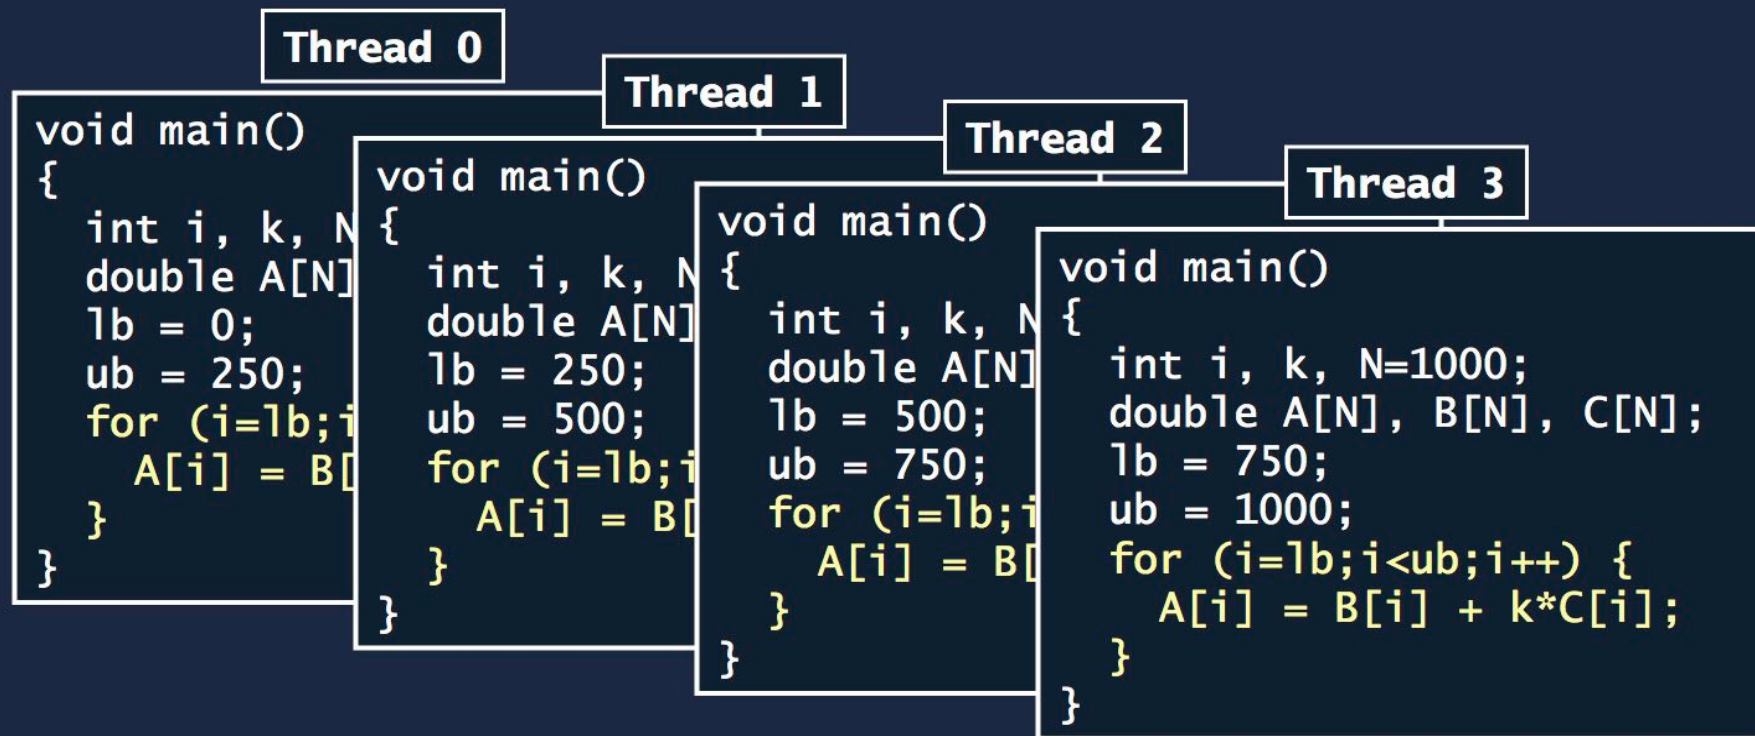 Thread 0
void main()
{
int i, k, N
double A[N]
lb = 0;
ub = 250;
for (i=lb;i
A[i] = B[
}
}
Thread 1
void main()
{
int i, k, N
double A[N]
lb = 250;
ub = 500;
for (i=lb;i
A[i] = B[
}
}
Thread 2
void main()
{
int i, k, N
double A[N]
lb = 500;
ub = 750;
for (i=lb;i
A[i] = B[
}
}
Thread 3
void main()
{
int i, k, N=1000;
double A[N], B[N], C[N];
lb = 750;
ub = 1000;
for (i=lb;i<ub;i++) {
A[i] = B[i] + k*C[i];
}
}